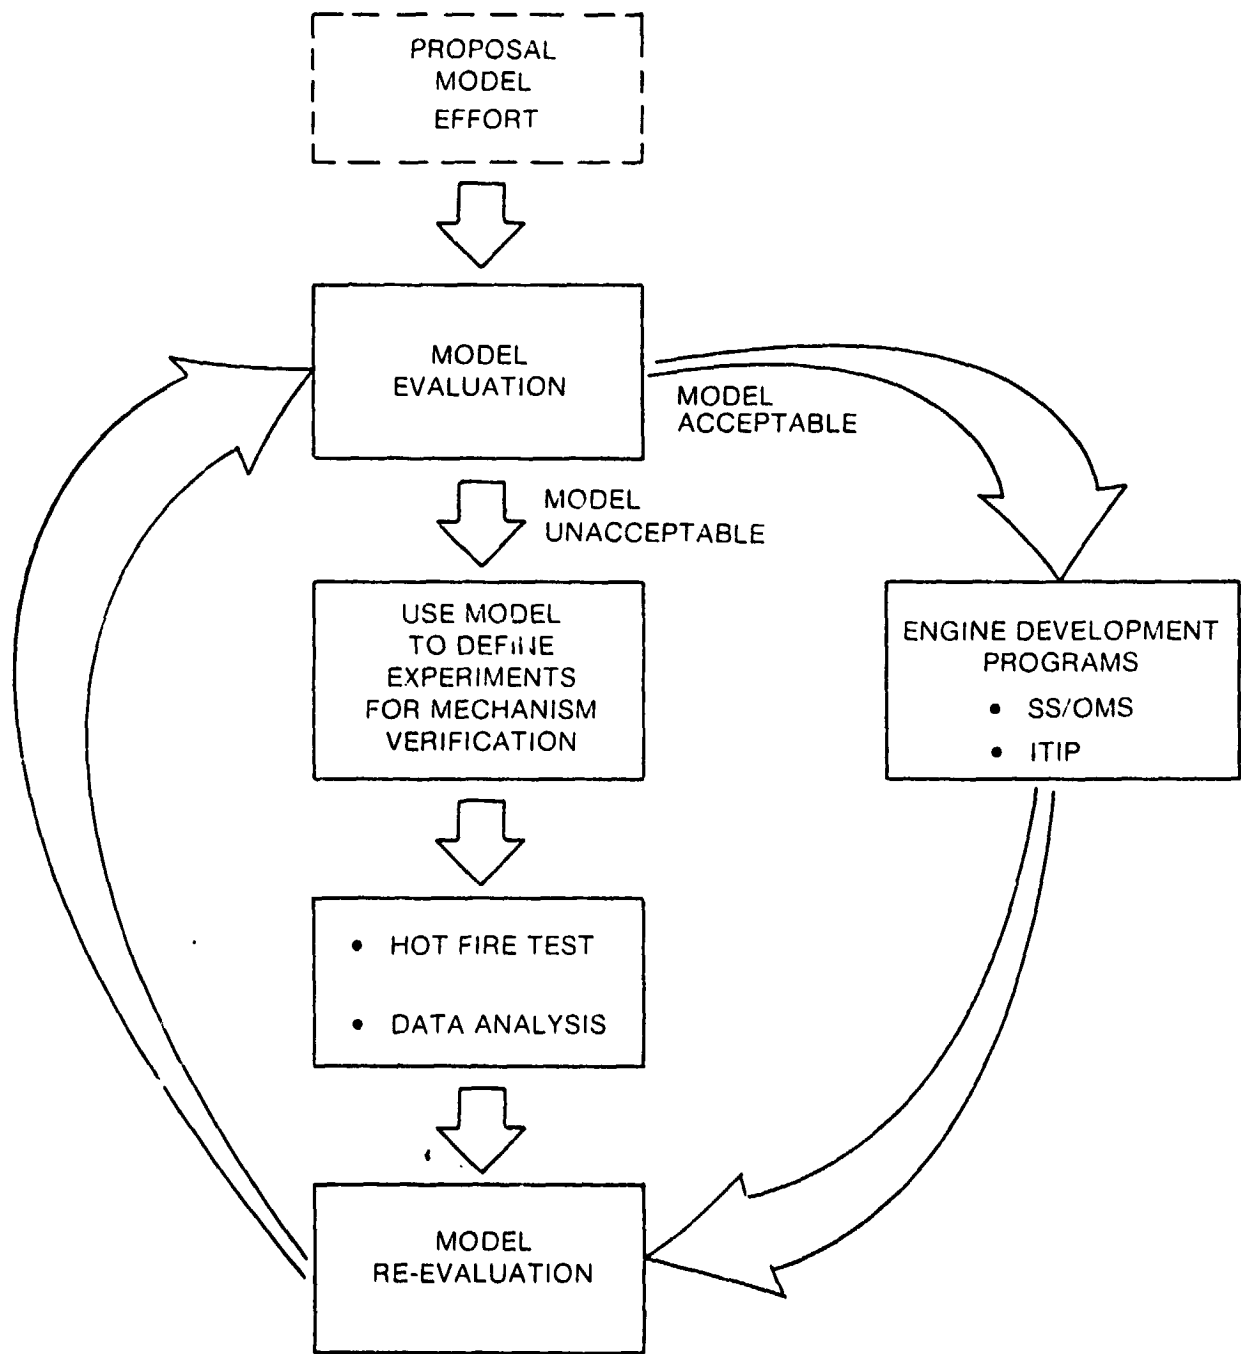 PROPOSAL
MODEL
EFFORT
MODEL
EVALUATION
MODEL
ACCEPTABLE
MODEL
UNACCEPTABLE
USE MODEL
TO DEFINE
EXPERIMENTS
FOR MECHANISM
VERIFICATION
ENGINE DEVELOPMENT
PROGRAMS
• SS/OMS
• ITIP
• HOT FIRE TEST
• DATA ANALYSIS
MODEL
RE-EVALUATION